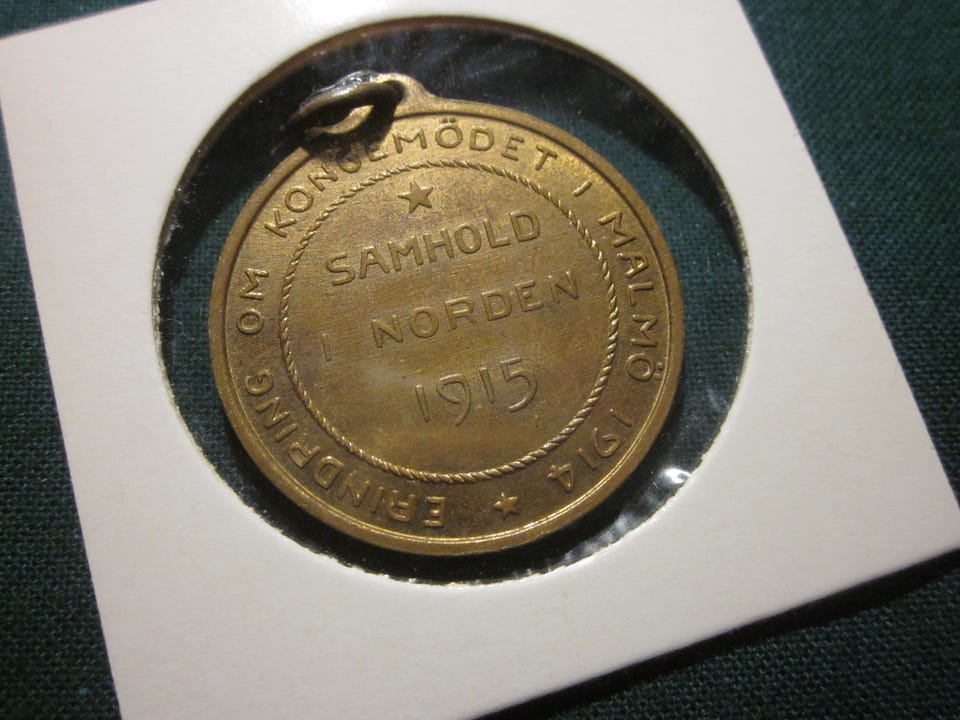 ERINDRING OM KONGEMÖDET I MALMÖ 1914
SAMHOLD
I NORDEN
1915